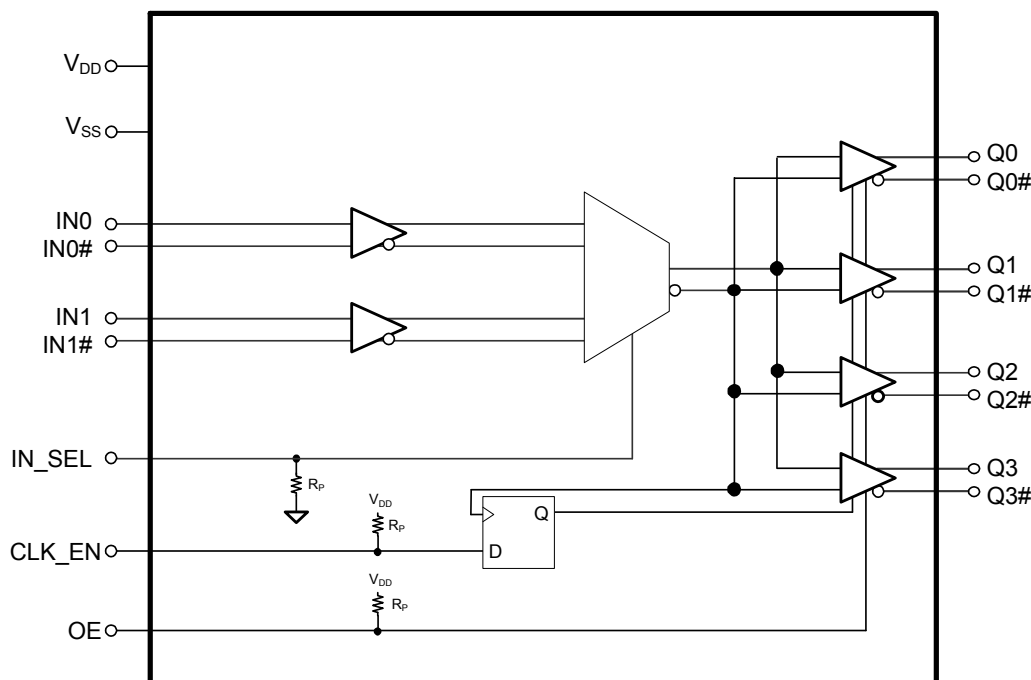 VDD
VSS
IN0
IN0#
IN1
IN1#
IN_SEL
RP
VDD
RP
CLK_EN
D
Q
VDD
RP
OE
Q0
Q0#
Q1
Q1#
Q2
Q2#
Q3
Q3#